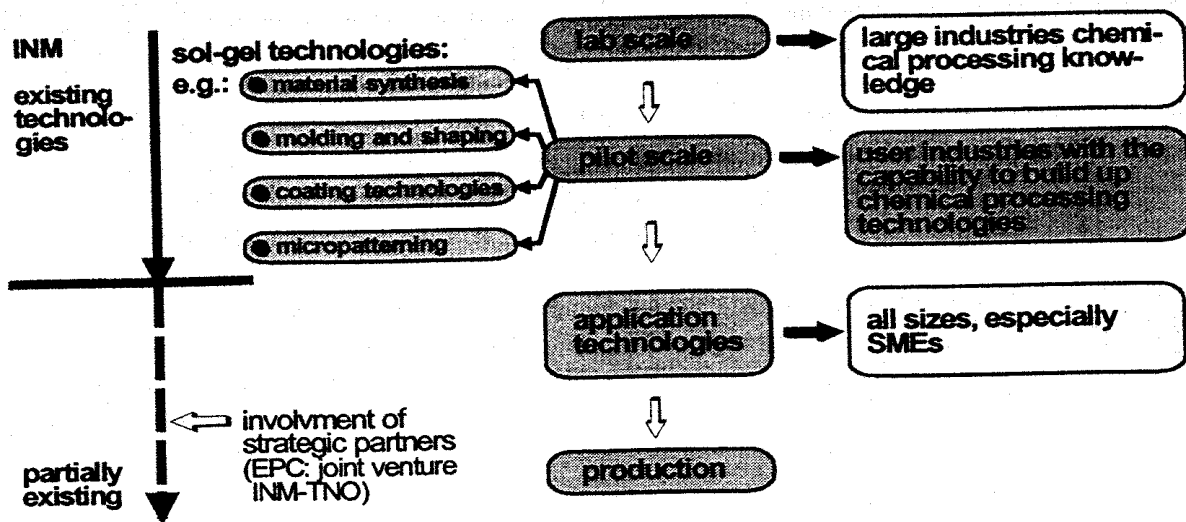 INM
existing
technolo-
gies
sol-gel technologies:
e.g.:
material synthesis
molding and shaping
coating technologies
micropatterning
lab scale
large industries chemi-
cal processing know-
ledge
pilot scale
user industries with the
capability to build up
chemical processing
technologies
application
technologies
all sizes, especially
SMEs
production
involvment of
strategic partners
(EPC: joint venture
INM-TNO)
partially
existing